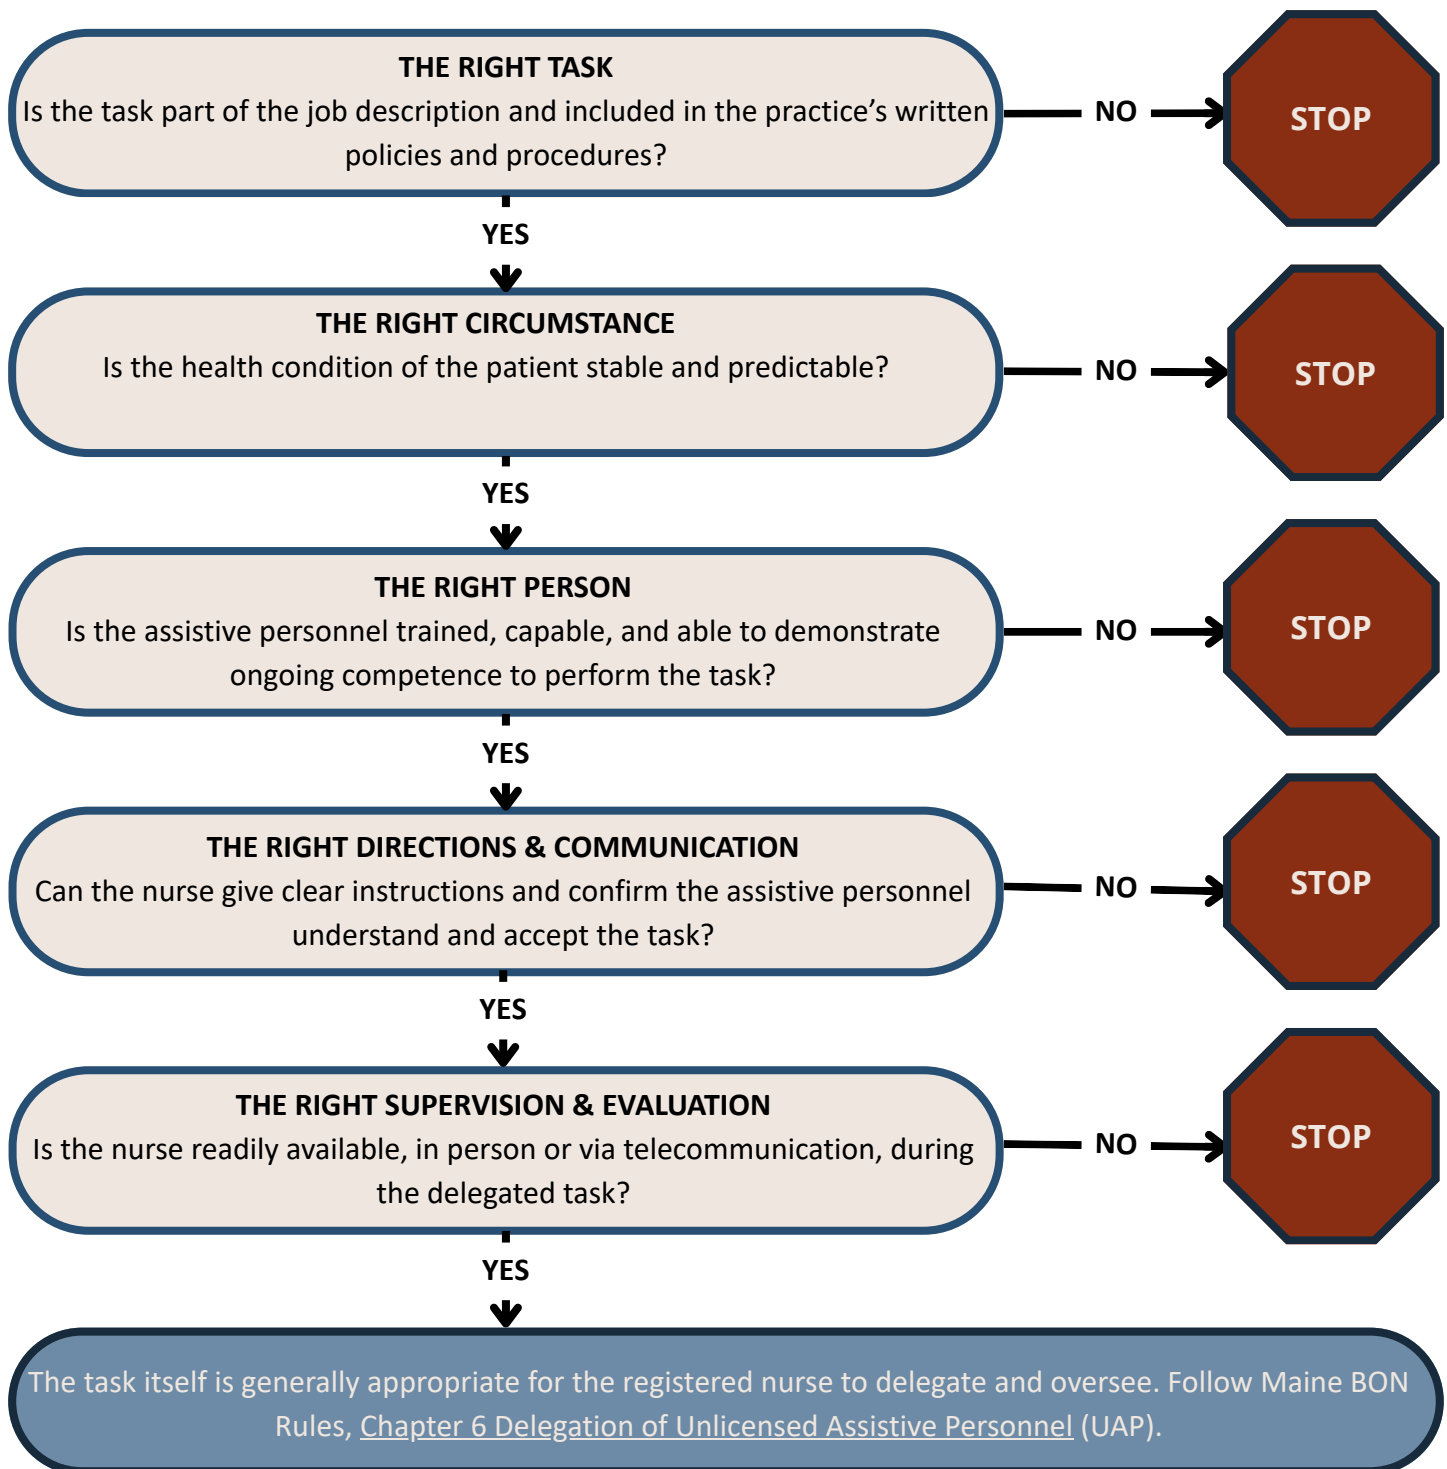 THE RIGHT TASK
Is the task part of the job description and included in the practice’s written
policies and procedures?
NO
STOP
YES
THE RIGHT CIRCUMSTANCE
Is the health condition of the patient stable and predictable?
NO
STOP
YES
THE RIGHT PERSON
Is the assistive personnel trained, capable, and able to demonstrate
ongoing competence to perform the task?
NO
STOP
YES
THE RIGHT DIRECTIONS & COMMUNICATION
Can the nurse give clear instructions and confirm the assistive personnel
understand and accept the task?
NO
STOP
YES
THE RIGHT SUPERVISION & EVALUATION
Is the nurse readily available, in person or via telecommunication, during
the delegated task?
NO
STOP
YES
The task itself is generally appropriate for the registered nurse to delegate and oversee. Follow Maine BON
Rules, Chapter 6 Delegation of Unlicensed Assistive Personnel (UAP).